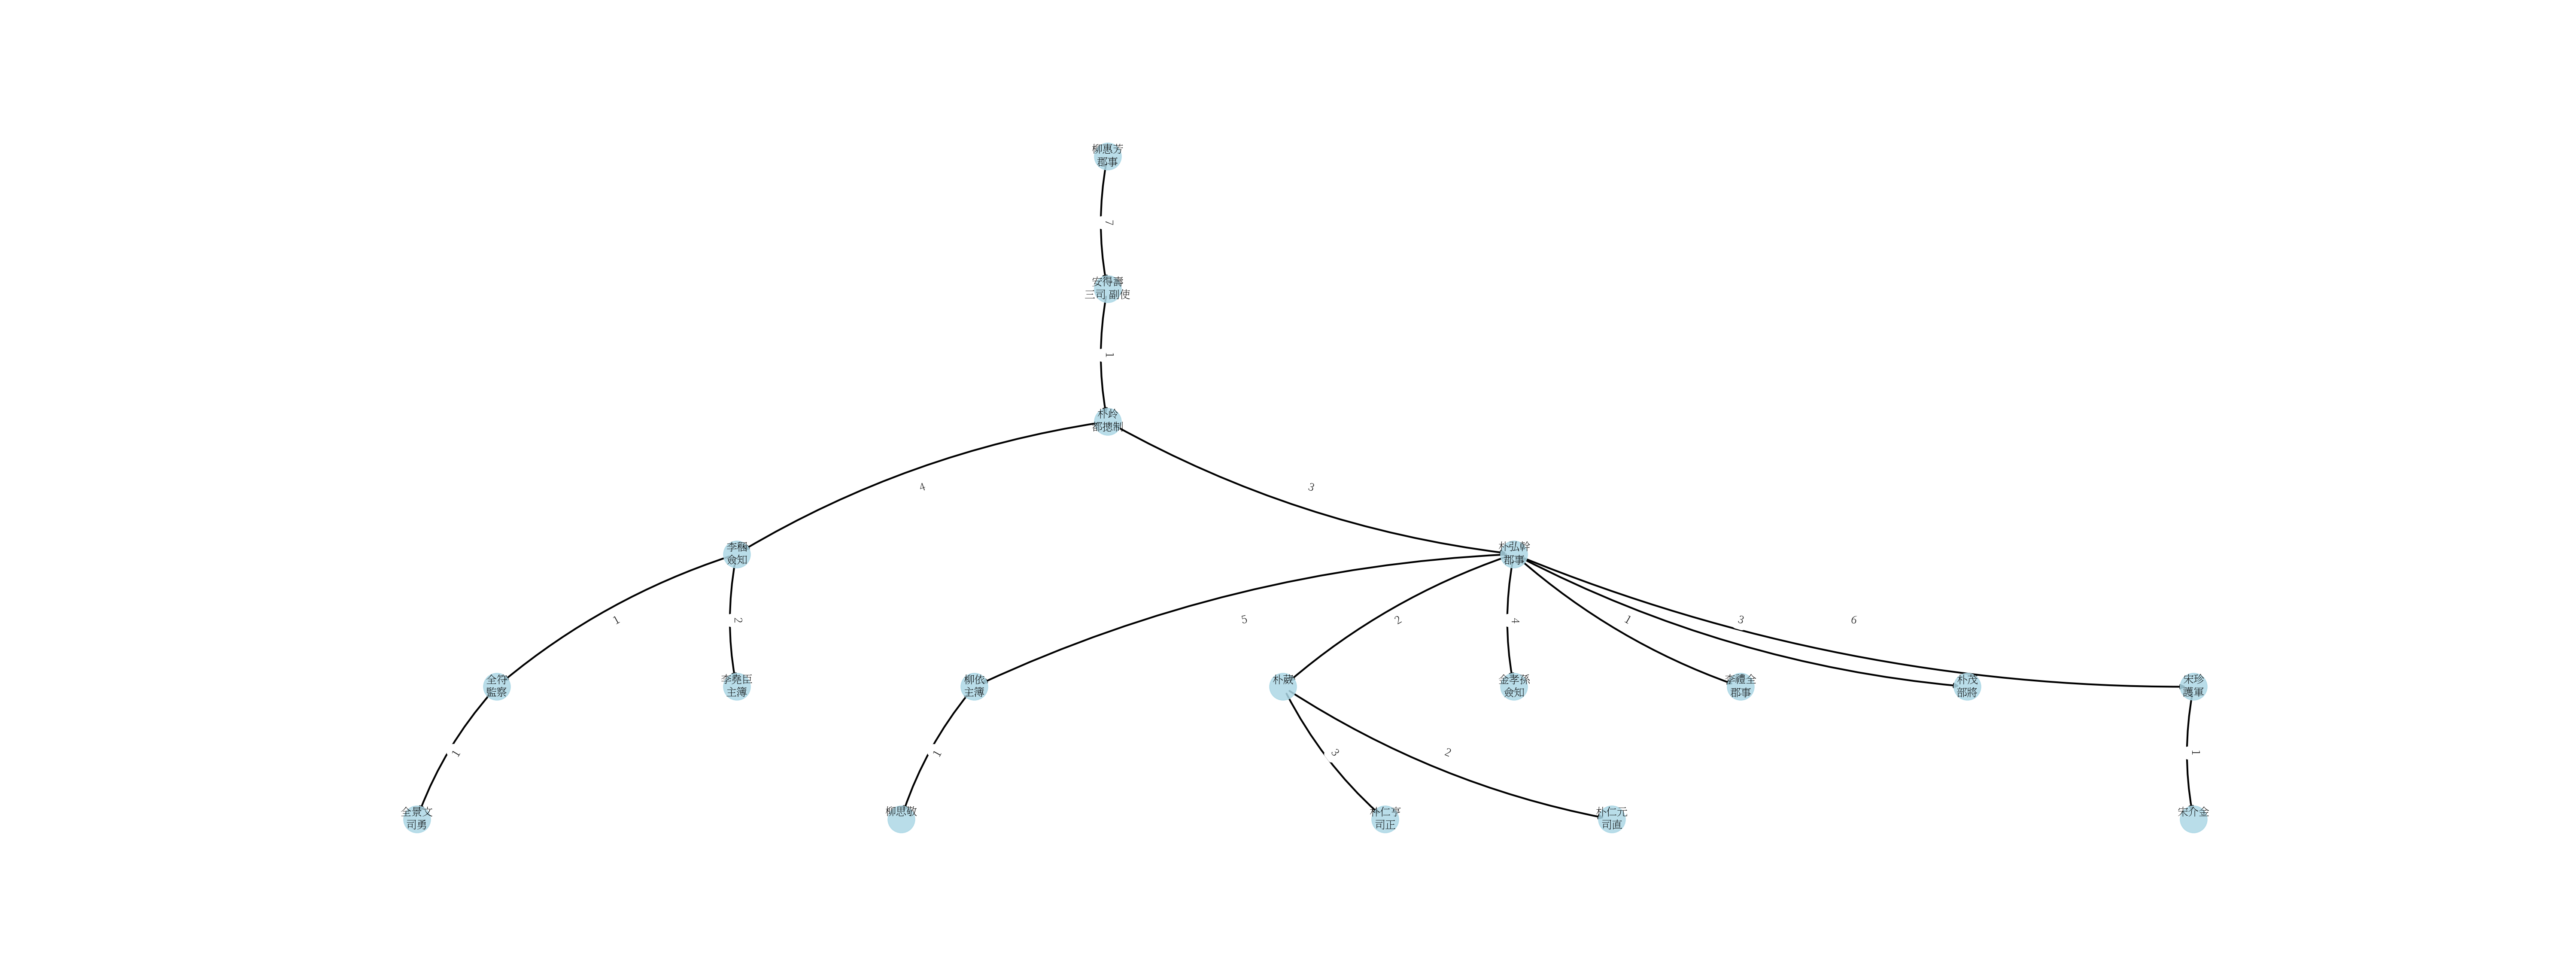 柳惠芳
郡事
7
安得壽
三司 副使
1
朴鈴
都摠制
4
3
李稇
僉知
朴弘幹
郡事
1
2
5
2
4
1
3
6
全符
監察
李堯臣
主簿
柳依
主簿
朴葳
金孝孫
僉知
李禮全
郡事
朴茂
部將
宋珍
護軍
1
1
3
2
1
全景文
司勇
柳思敬
朴仁亨
司正
朴仁元
司直
宋介金